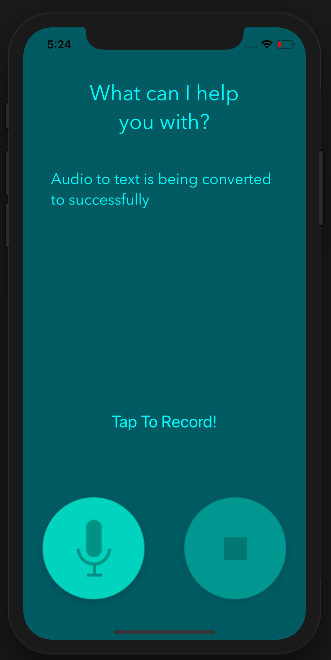 5:24
What can I help
you with?
Audio to text is being converted
to successfully
Tap To Record!